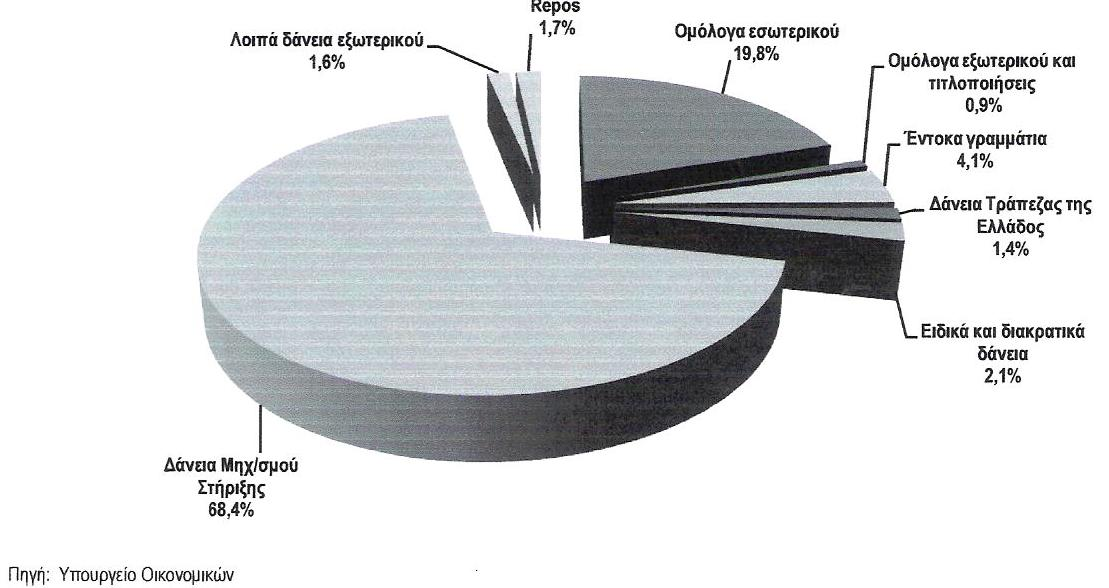 Repos
1,7%
Λοιπά δάνεια εξωτερικού
1,6%
Ομόλογα εσωτερικού
19,8%
Ομόλογα εξωτερικού και
τιτλοποιήσεις
0,9%
Έντοκα γραμμάτια
4,1%
Δάνεια Τράπεζας της
Ελλάδος
1,4%
Ειδικά και διακρατικά
δάνεια
2,1%
Δάνεια Μηχ/σμού
Στήριξης
68,4%
Πηγή: Υπουργείο Οικονομικών